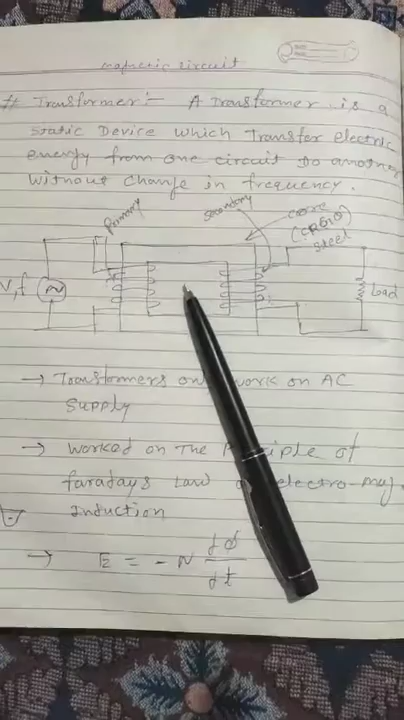 magnetic circuit
# Transformer:- A Transformer is a
static Device which Transfer electric
energy from one circuit To another
without change in frequency.
Primary
Secondary
core
(CRGO)
steel
V,f
Load
→ Transformers only work on AC
supply
→ worked on The Principle of
faradays Law electro-mag
Induction
→ E = - N dφ/dt